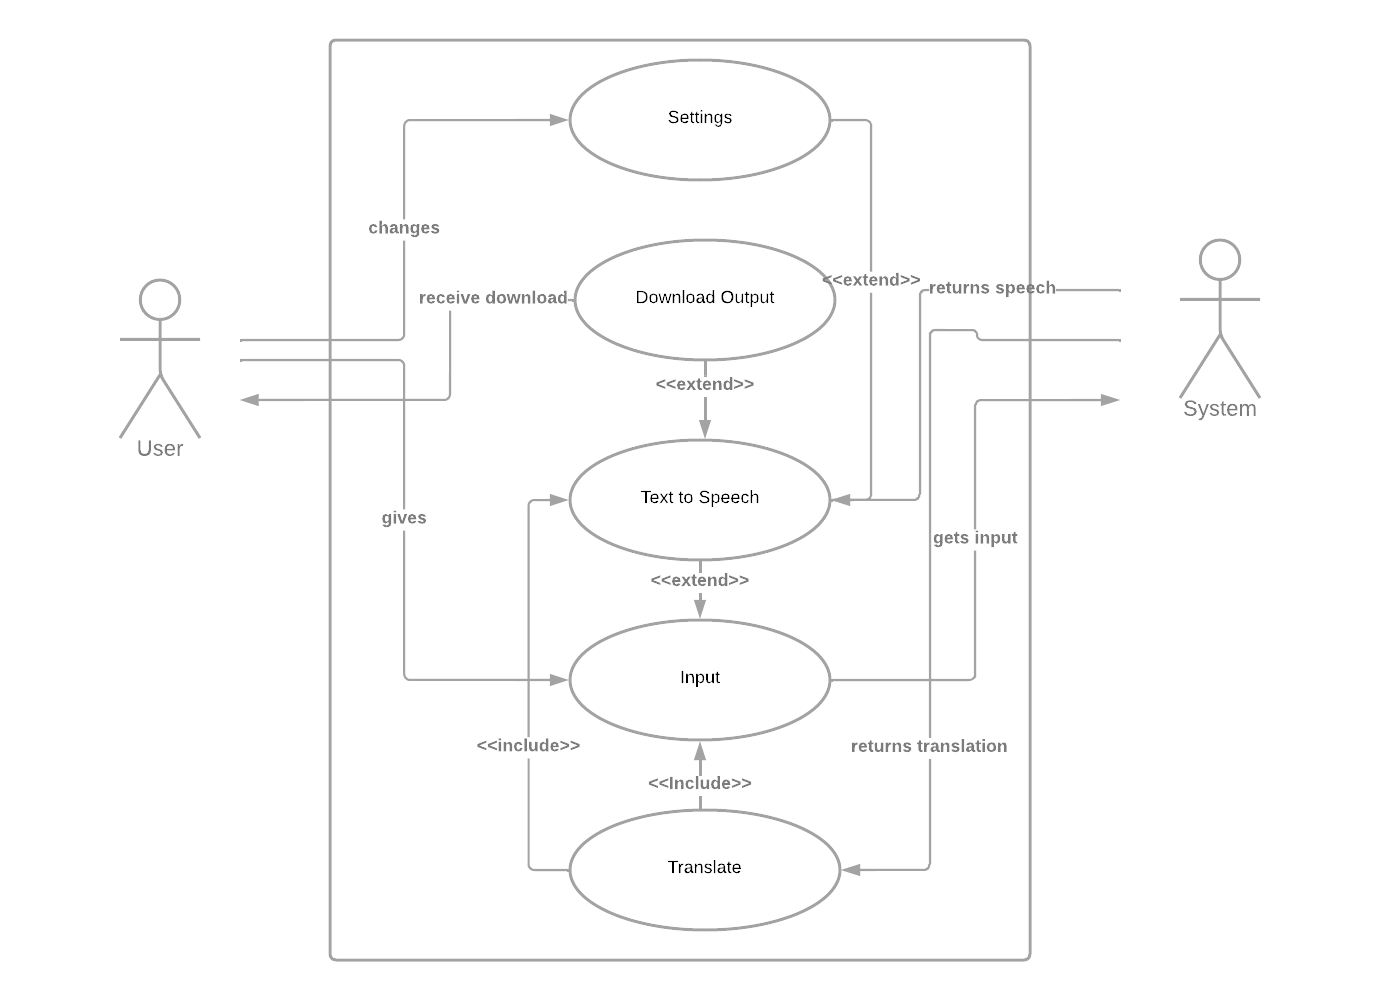 Settings
changes
<<extend>>
returns speech
receive download
Download Output
<<extend>>
System
User
Text to Speech
gives
gets input
<<extend>>
Input
<<include>>
returns translation
<<Include>>
Translate